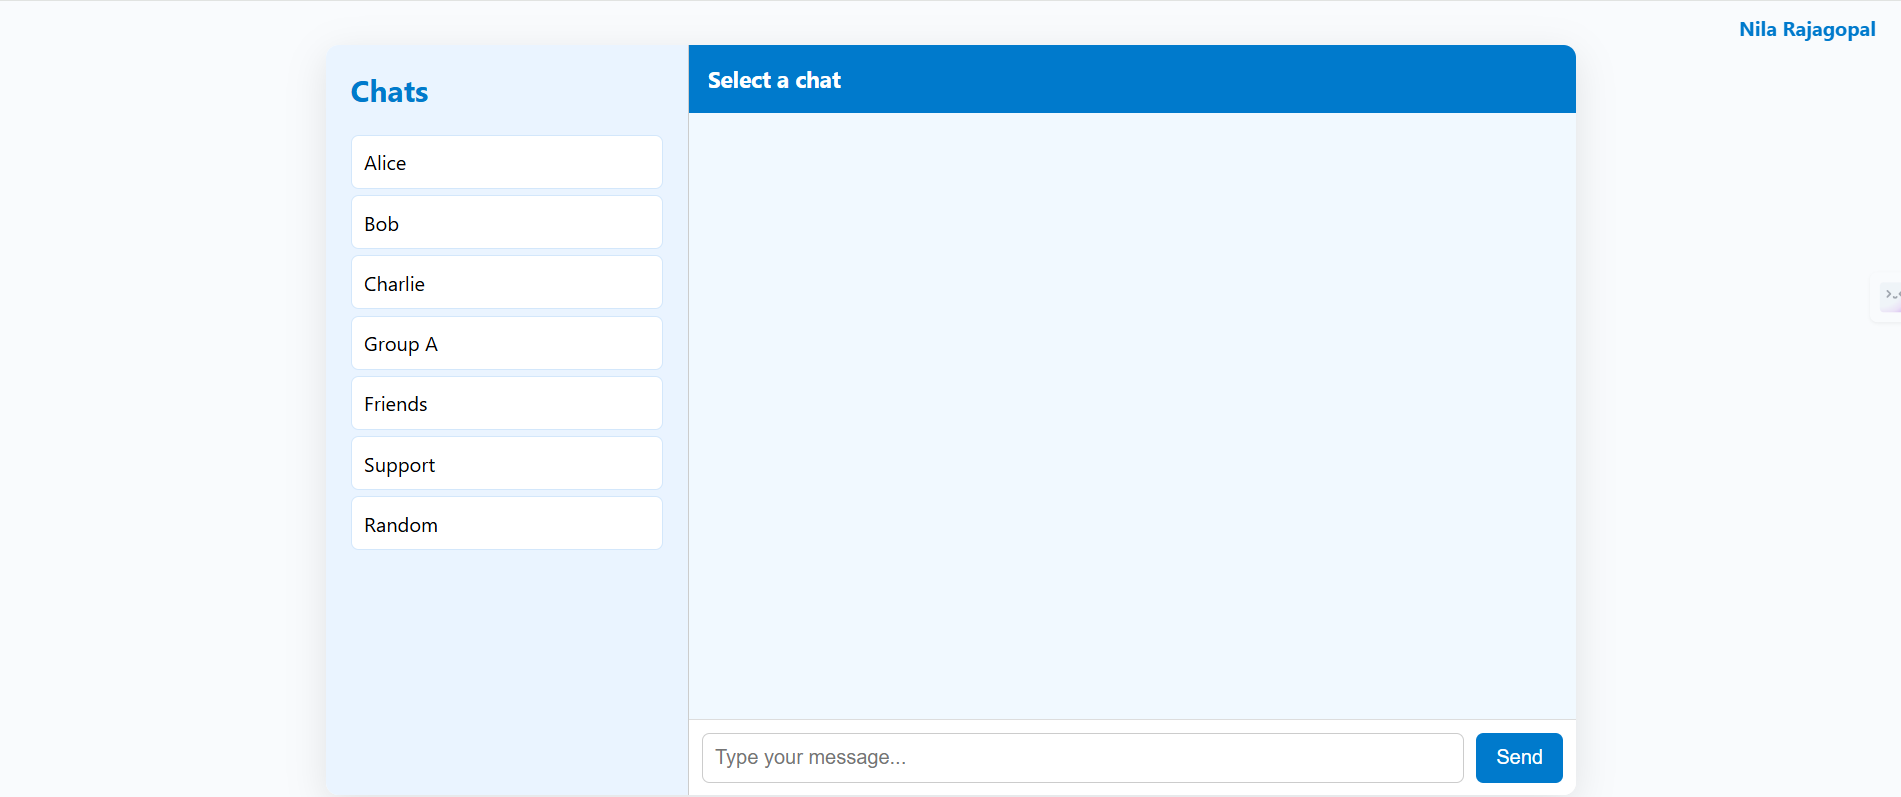 Nila Rajagopal
Chats
Alice
Bob
Charlie
Group A
Friends
Support
Random
Select a chat
Type your message...
Send